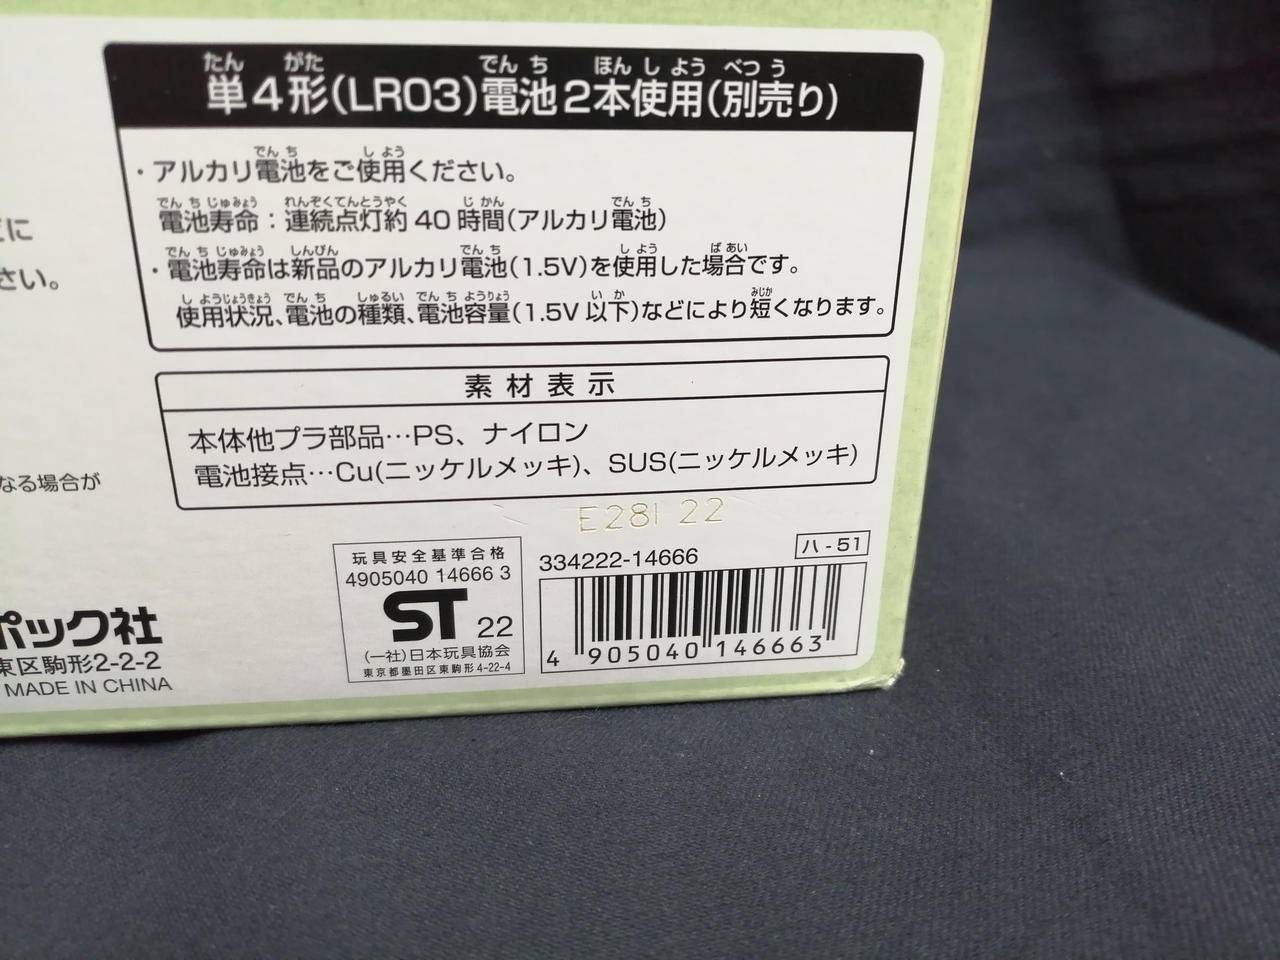 単4形(LR03)電池2本使用(別売り)
・アルカリ電池をご使用ください。
電池寿命：連続点灯約40時間(アルカリ電池)
・電池寿命は新品のアルカリ電池(1.5V)を使用した場合です。
使用状況、電池の種類、電池容量(1.5V以下)などにより短くなります。
に
さい。
素材表示
本体他プラ部品…PS、ナイロン
電池接点…Cu(ニッケルメッキ)、SUS(ニッケルメッキ)
なる場合が
E281 22
玩具安全基準合格
4905040 14666 3
ST 22
(一社)日本玩具協会
東京都墨田区東駒形4-22-4
334222-14666
ハ-51
4 905040 146663
ポック社
東区駒形2-2-2
MADE IN CHINA